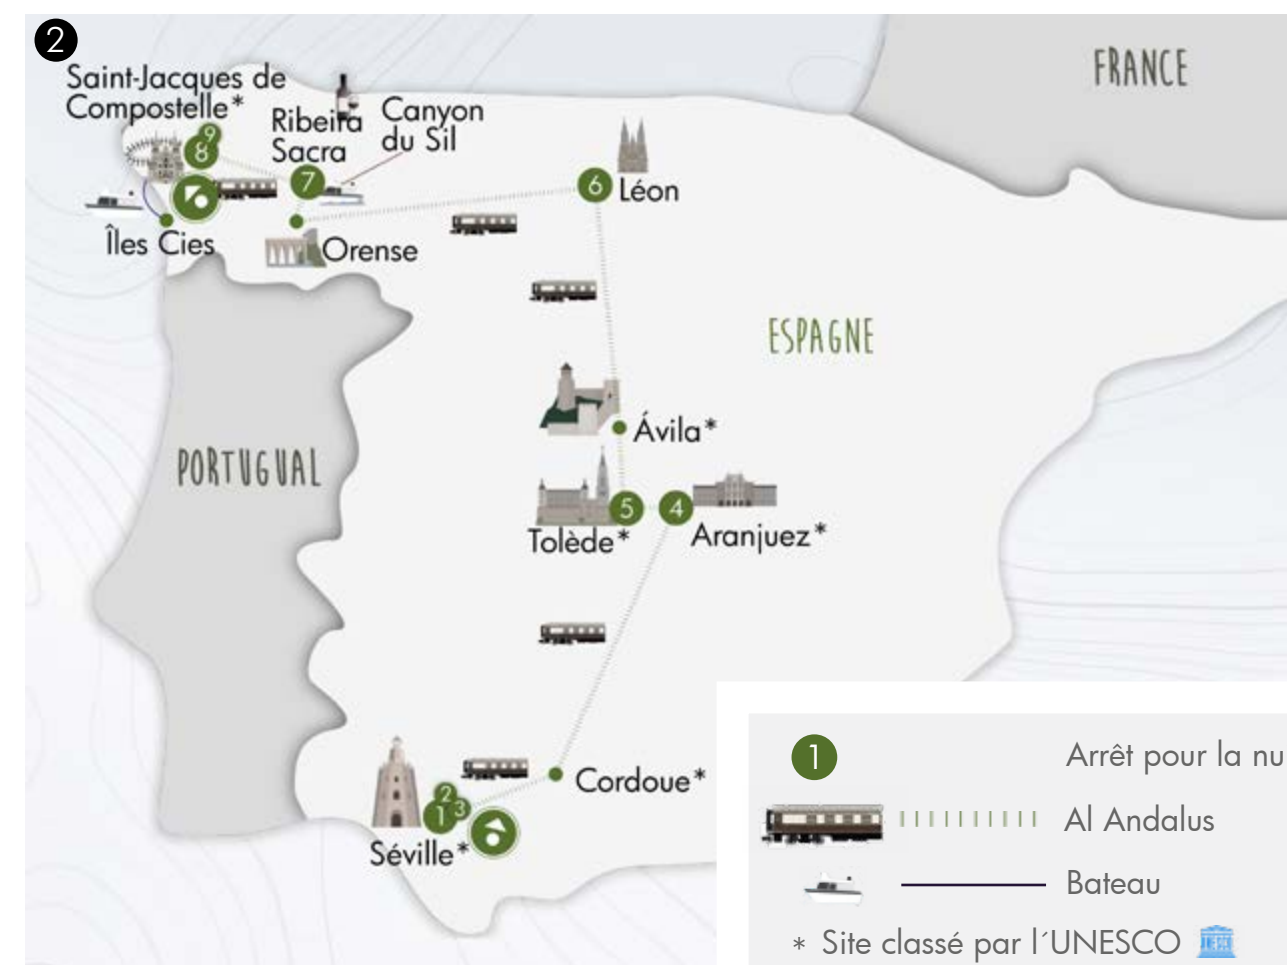 2
FRANCE
Saint-Jacques de
Compostelle*
Ribeira
Sacra
Canyon
du Sil
9
8
7
6
Léon
Îles Cies
Orense
ESPAGNE
Ávila*
PORTUGUAL
5
4
Tolède*
Aranjuez*
Cordoue*
2
1
3
Séville*
1
Arrêt pour la nu
Al Andalus
Bateau
* Site classé par l´UNESCO